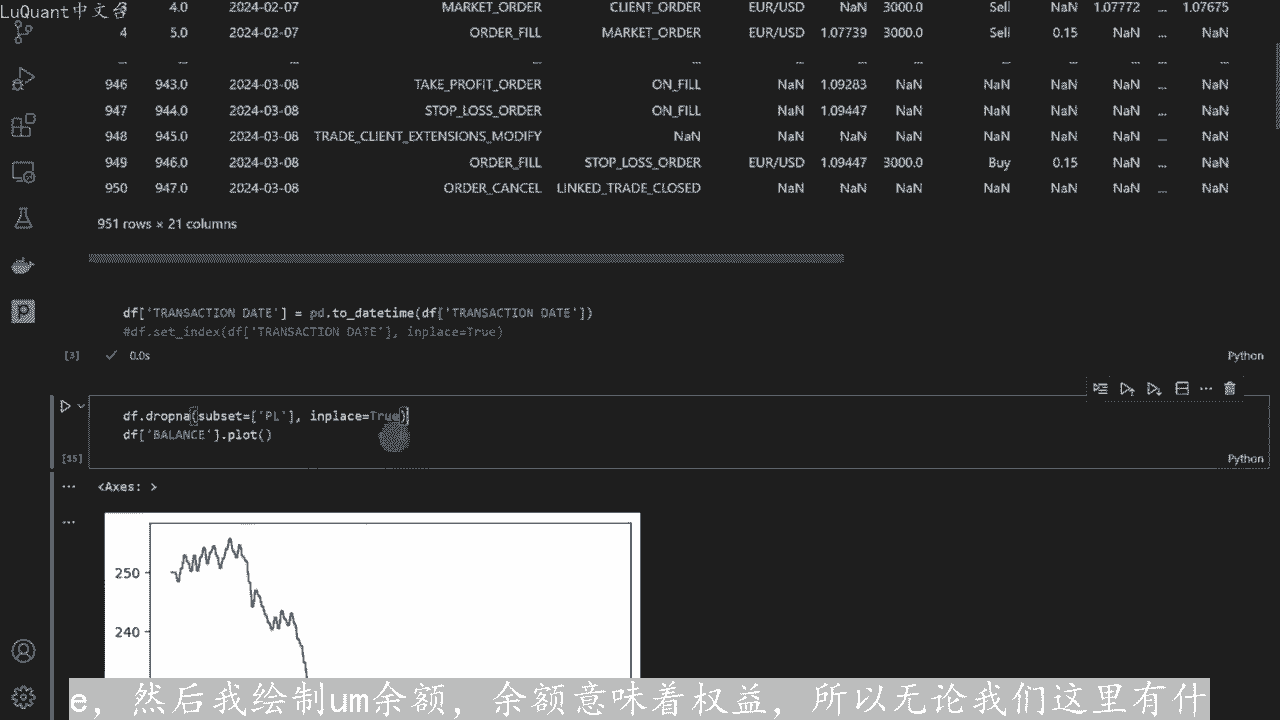 LuQuant中文台
3 4.0 2024-02-07 MARKET_ORDER CLIENT_ORDER EUR/USD NaN 3000.0 Sell NaN 1.07772 ... 1.07675
4 5.0 2024-02-07 ORDER_FILL MARKET_ORDER EUR/USD 1.07739 3000.0 Sell 0.15 NaN ... NaN
... ... ... ... ... ... ... ... ... ... ... ... ...
946 943.0 2024-03-08 TAKE_PROFIT_ORDER ON_FILL NaN 1.09283 NaN NaN NaN NaN ... NaN
947 944.0 2024-03-08 STOP_LOSS_ORDER ON_FILL NaN 1.09447 NaN NaN NaN NaN ... NaN
948 945.0 2024-03-08 TRADE_CLIENT_EXTENSIONS_MODIFY NaN NaN NaN NaN NaN NaN NaN ... NaN
949 946.0 2024-03-08 ORDER_FILL STOP_LOSS_ORDER EUR/USD 1.09447 3000.0 Buy 0.15 NaN ... NaN
950 947.0 2024-03-08 ORDER_CANCEL LINKED_TRADE_CLOSED NaN NaN NaN NaN NaN NaN ... NaN
951 rows × 21 columns
df['TRANSACTION DATE'] = pd.to_datetime(df['TRANSACTION DATE'])
#df.set_index(df['TRANSACTION DATE'], inplace=True)
[3] 0.0s Python
df.dropna(subset=['PL'], inplace=True)
df['BALANCE'].plot()
[35] Python
... <Axes: >
...
250
240
e，然后我绘制um余额，余额意味着权益，所以无论我们这里有什